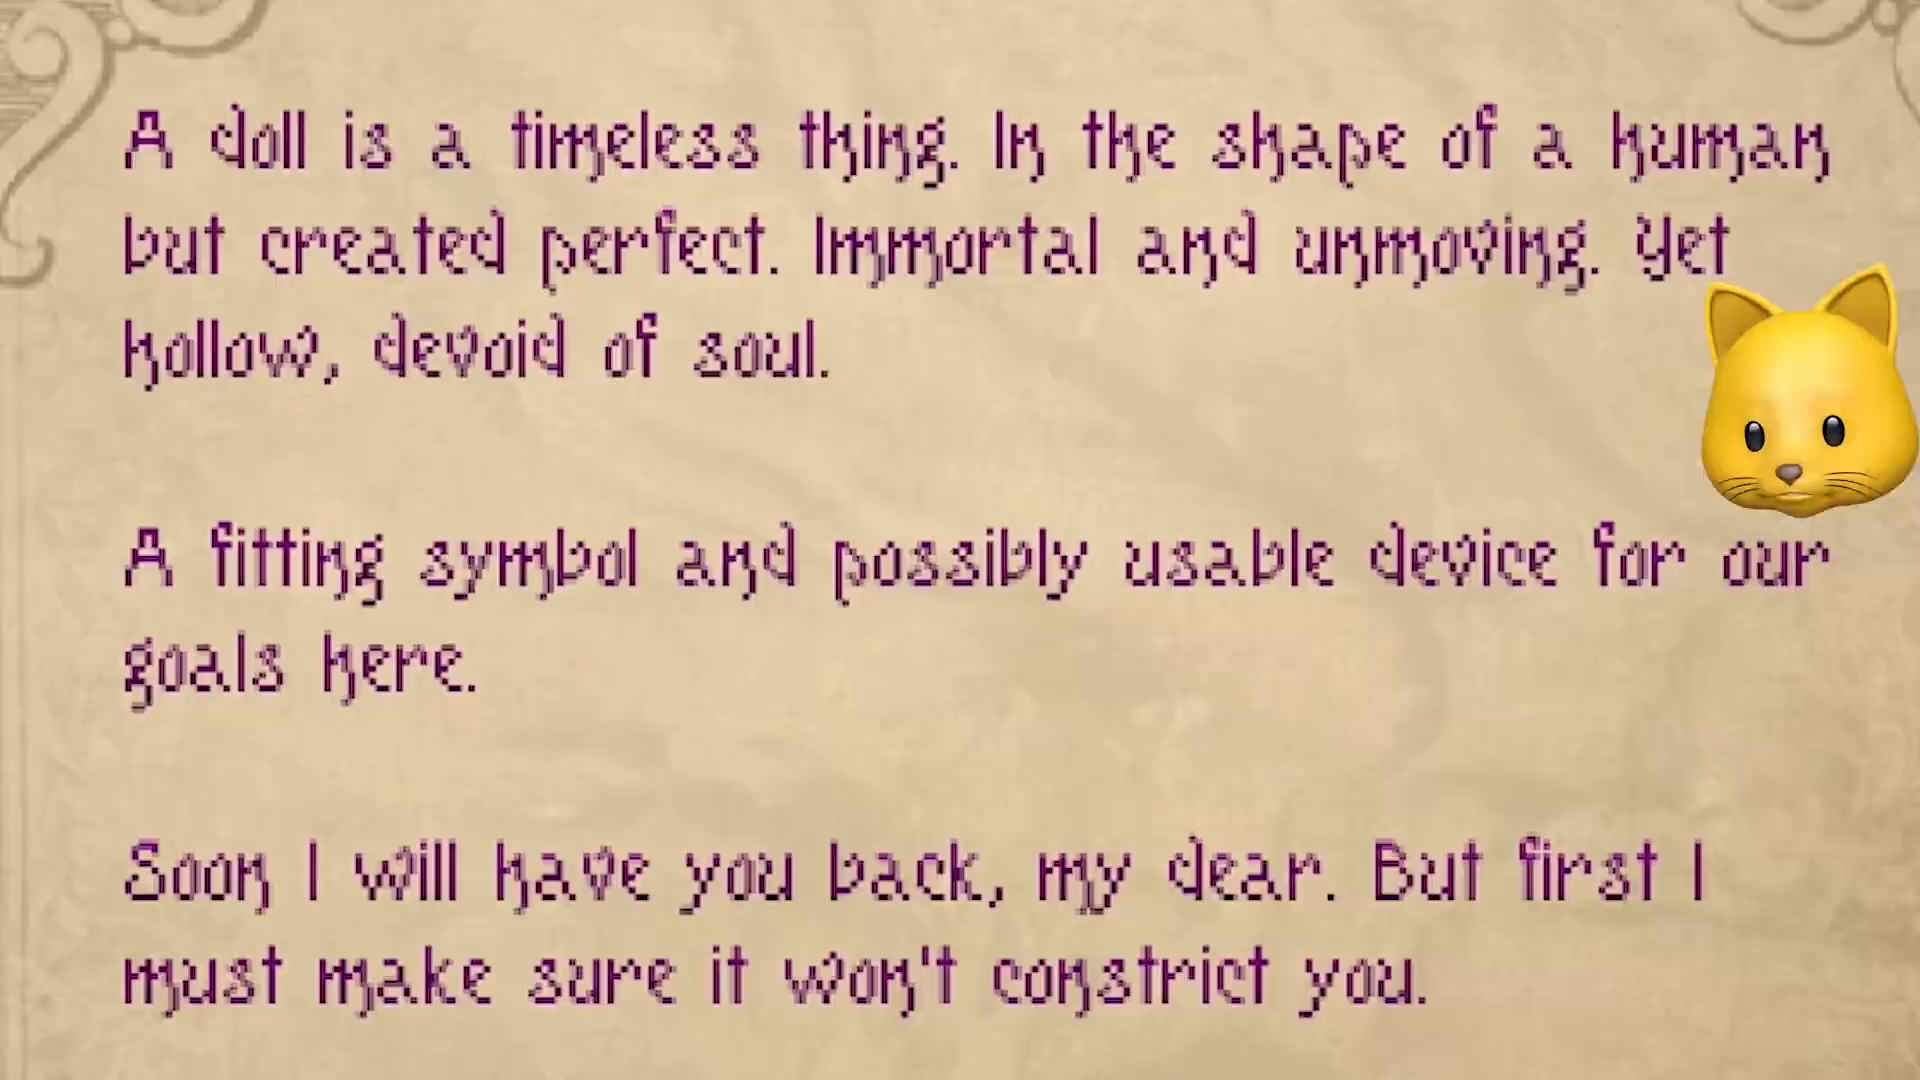 A doll is a timeless thing. In the shape of a human
but created perfect. Immortal and unmoving. Yet
hollow, devoid of soul.
A fitting symbol and possibly usable device for our
goals here.
Soon I will have you back, my dear. But first I
must make sure it won't constrict you.